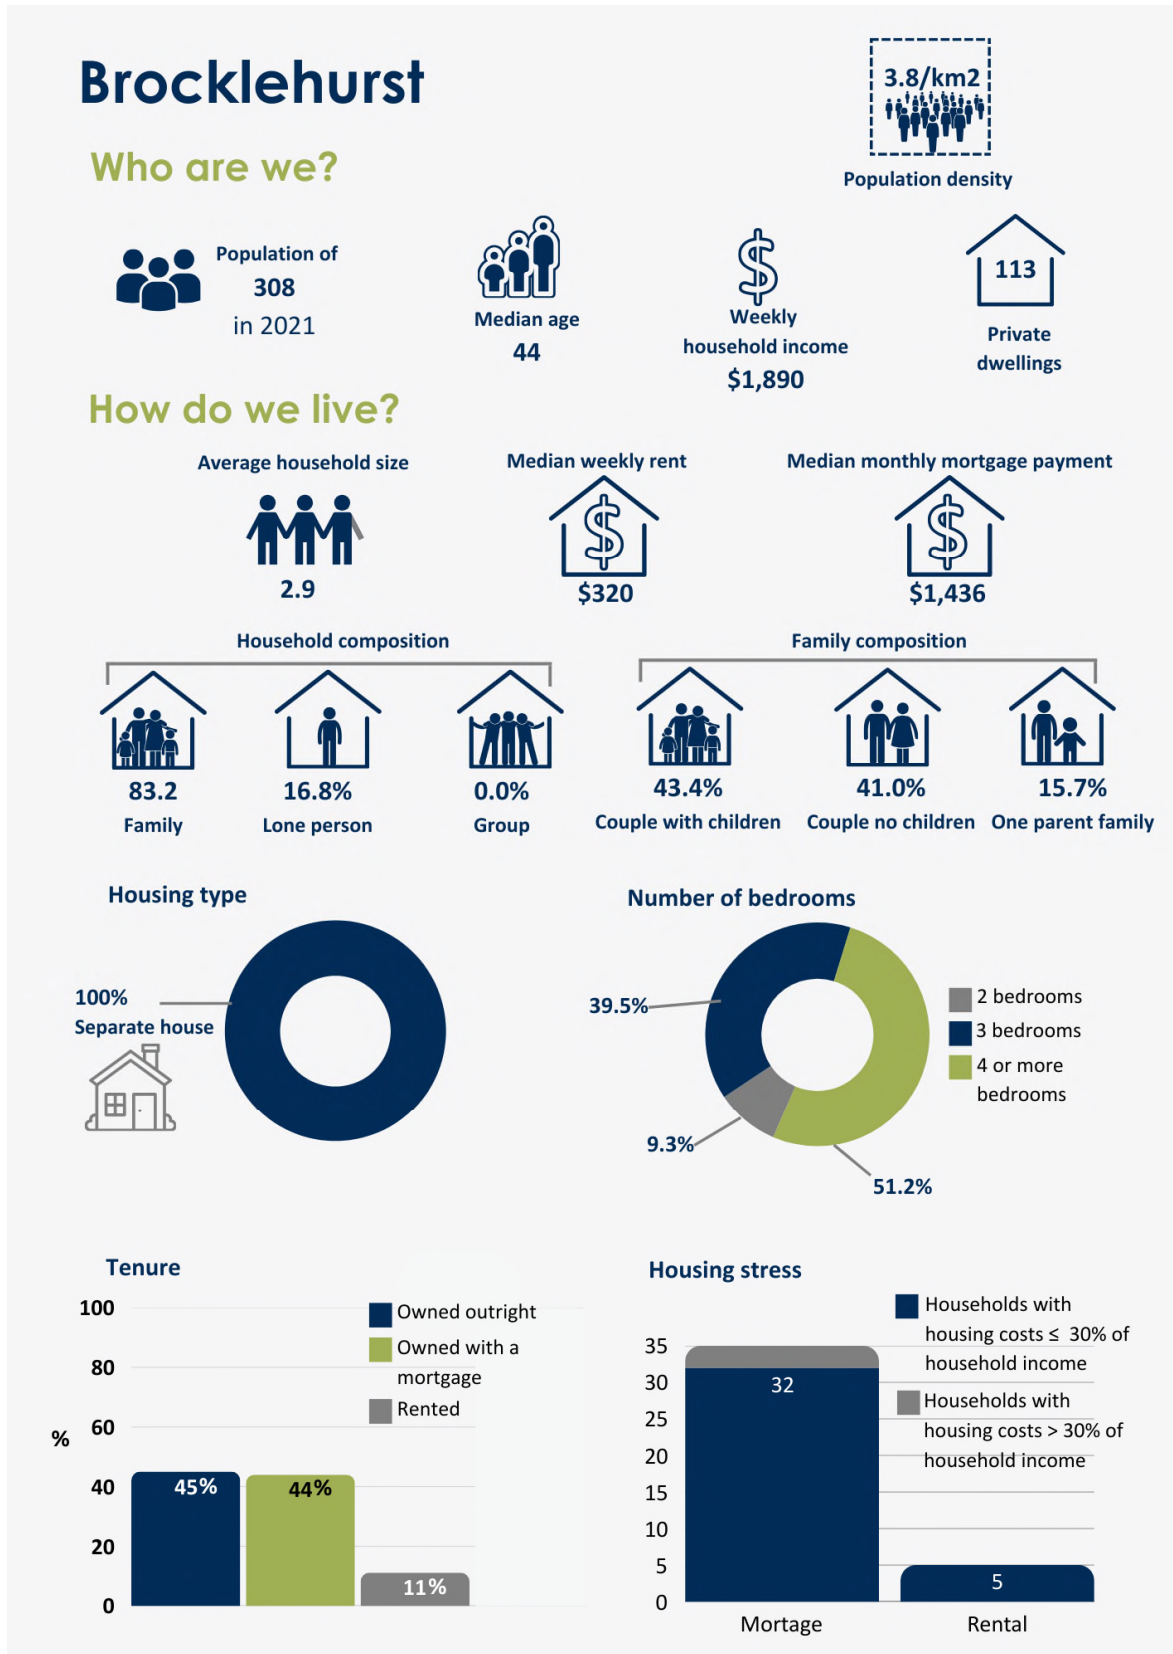 Brocklehurst
3.8/km2
Population density
Who are we?
Population of
308
in 2021
Median age
44
Weekly
household income
$1,890
113
Private
dwellings
How do we live?
Average household size
2.9
Median weekly rent
$320
Median monthly mortgage payment
$1,436
Household composition
83.2
Family
16.8%
Lone person
0.0%
Group
Family composition
43.4%
Couple with children
41.0%
Couple no children
15.7%
One parent family
Housing type
100%
Separate house
Number of bedrooms
39.5%
9.3%
51.2%
2 bedrooms
3 bedrooms
4 or more
bedrooms
Tenure
100
80
60
40
20
0
%
45%
44%
11%
Owned outright
Owned with a
mortgage
Rented
Housing stress
35
30
25
20
15
10
5
0
32
5
Mortage
Rental
Households with
housing costs ≤ 30% of
household income
Households with
housing costs > 30% of
household income